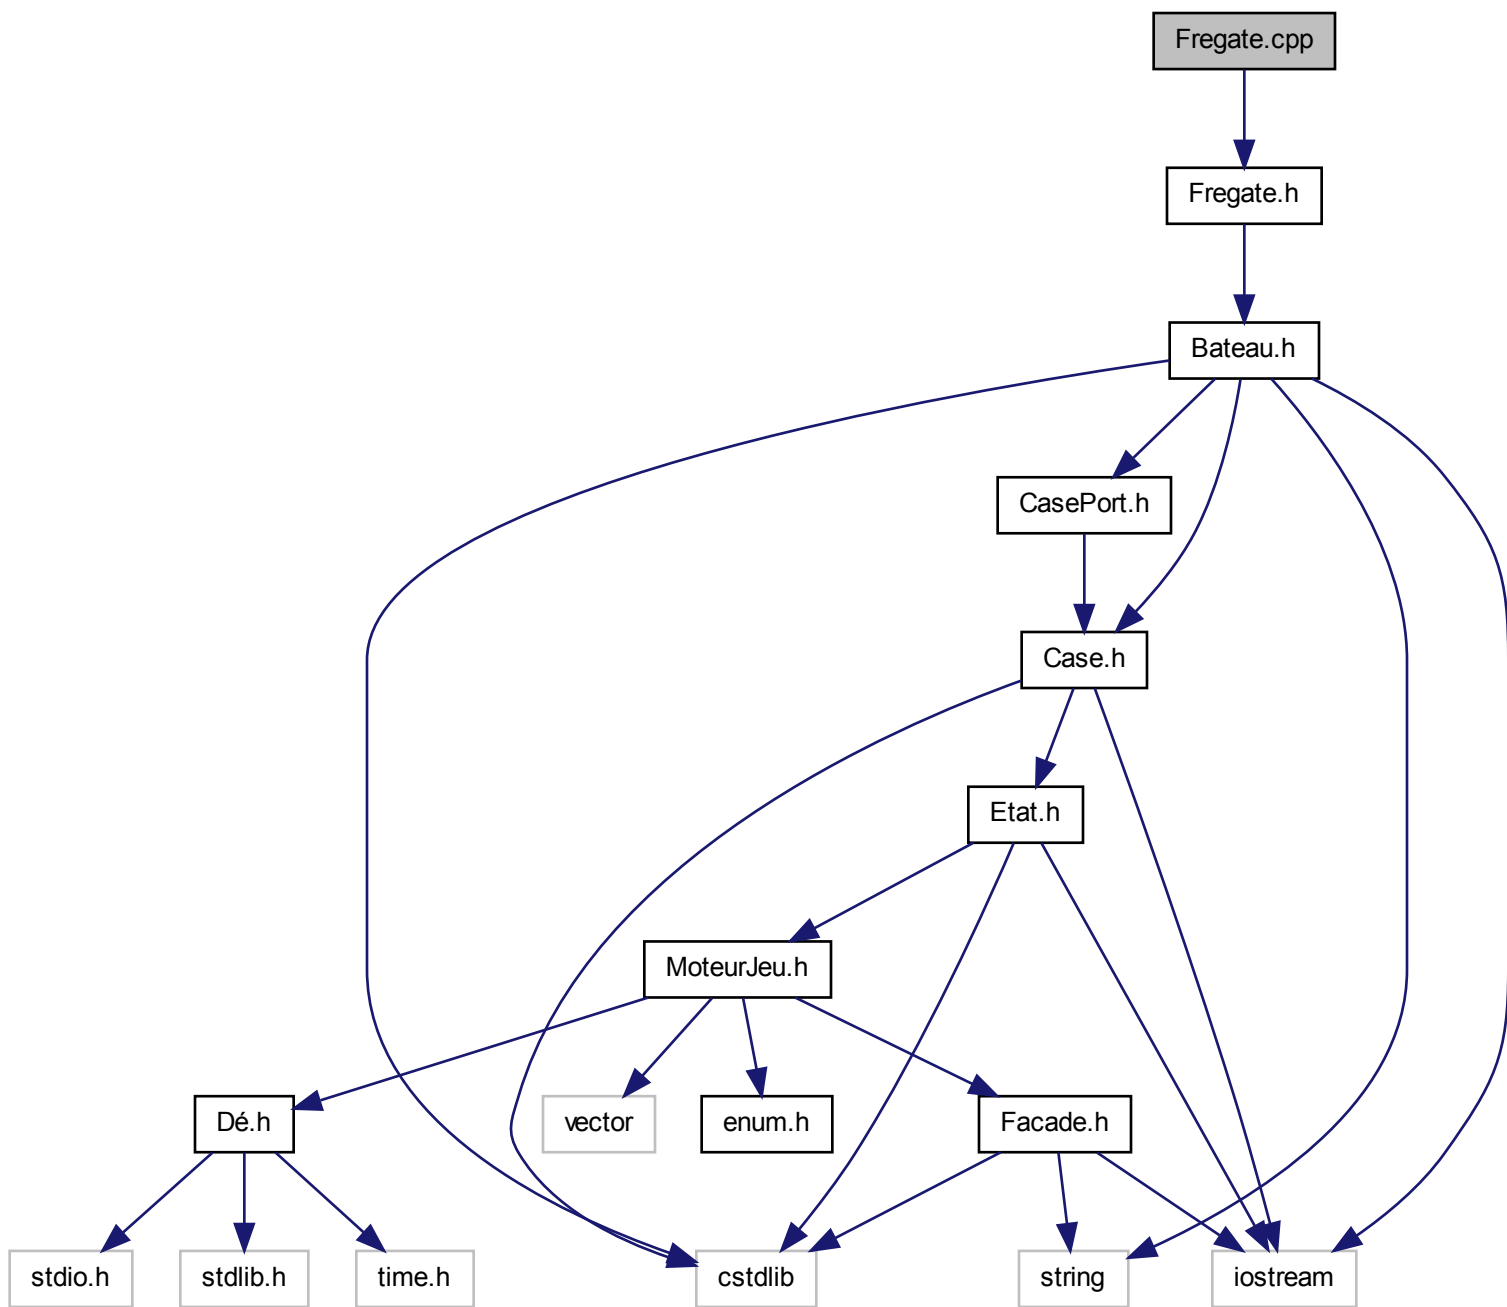 Fregate.cpp
Fregate.h
Bateau.h
CasePort.h
Case.h
Etat.h
MoteurJeu.h
Dé.h
vector
enum.h
Facade.h
stdio.h
stdlib.h
time.h
cstdlib
string
iostream